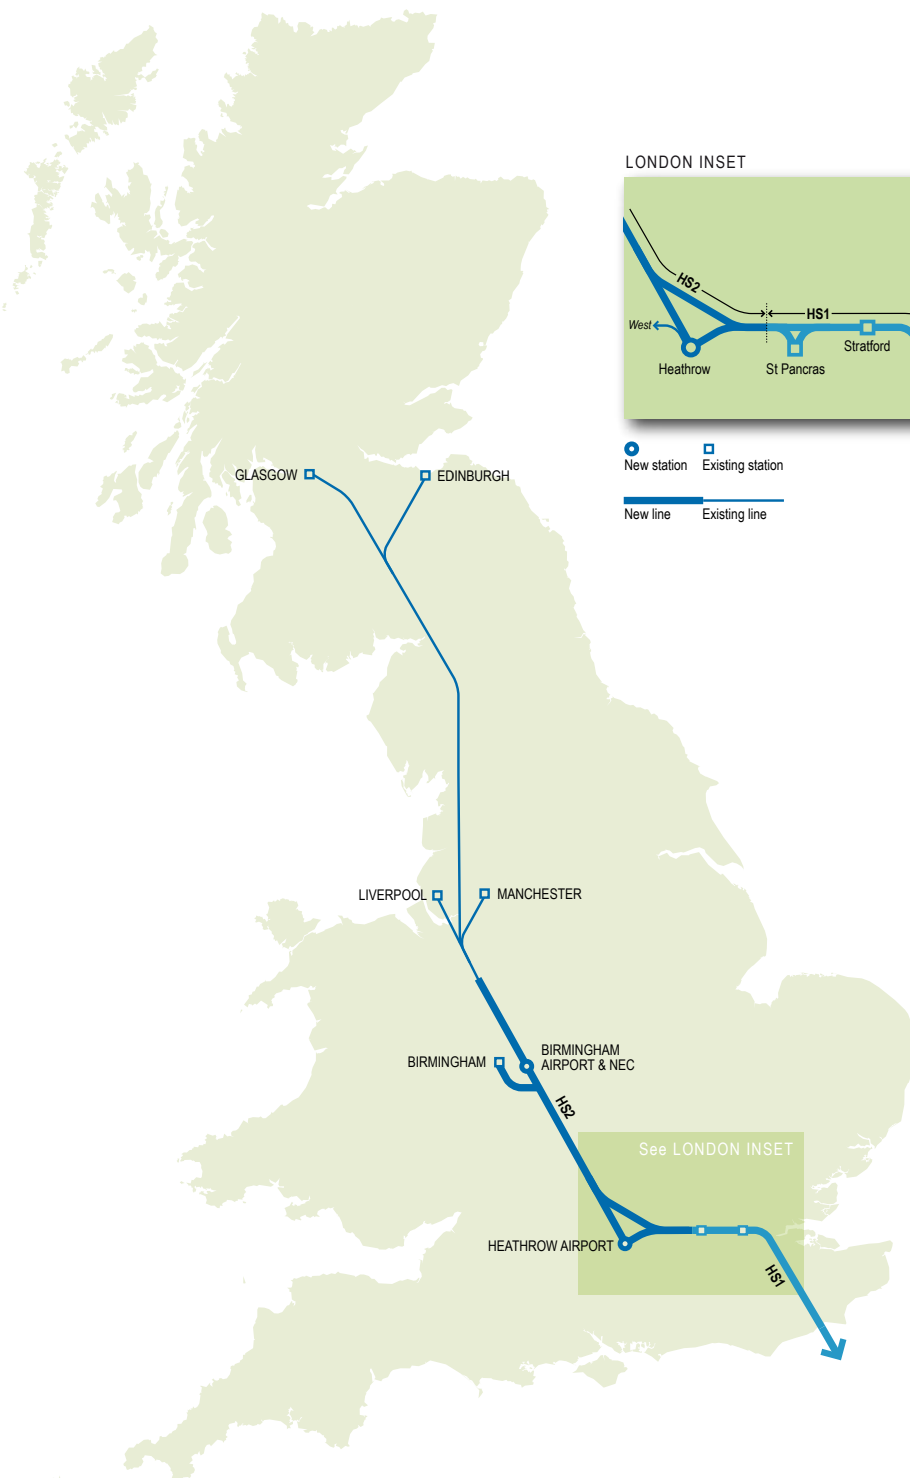 LONDON INSET
HS2
HS1
West
Stratford
Heathrow
St Pancras
New station
Existing station
New line
Existing line
GLASGOW
EDINBURGH
LIVERPOOL
MANCHESTER
BIRMINGHAM
BIRMINGHAM
AIRPORT & NEC
HS2
See LONDON INSET
HEATHROW AIRPORT
HS1